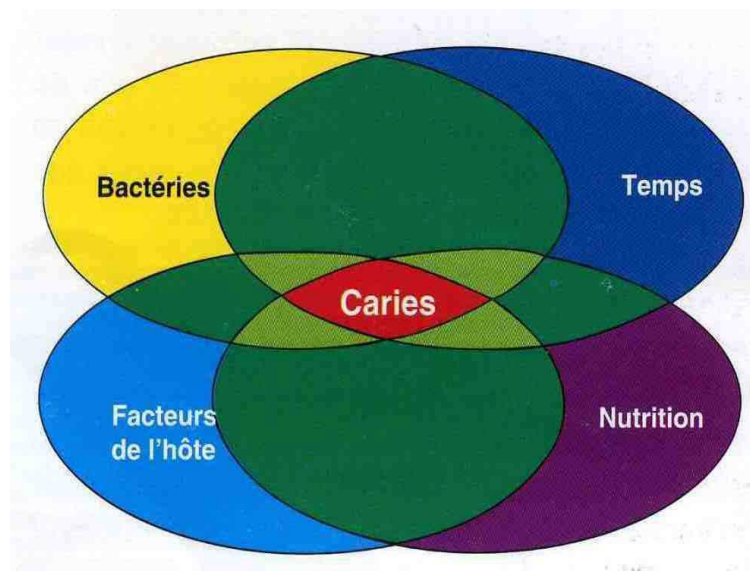 Bactéries
Temps
Caries
Facteurs
de l'hôte
Nutrition